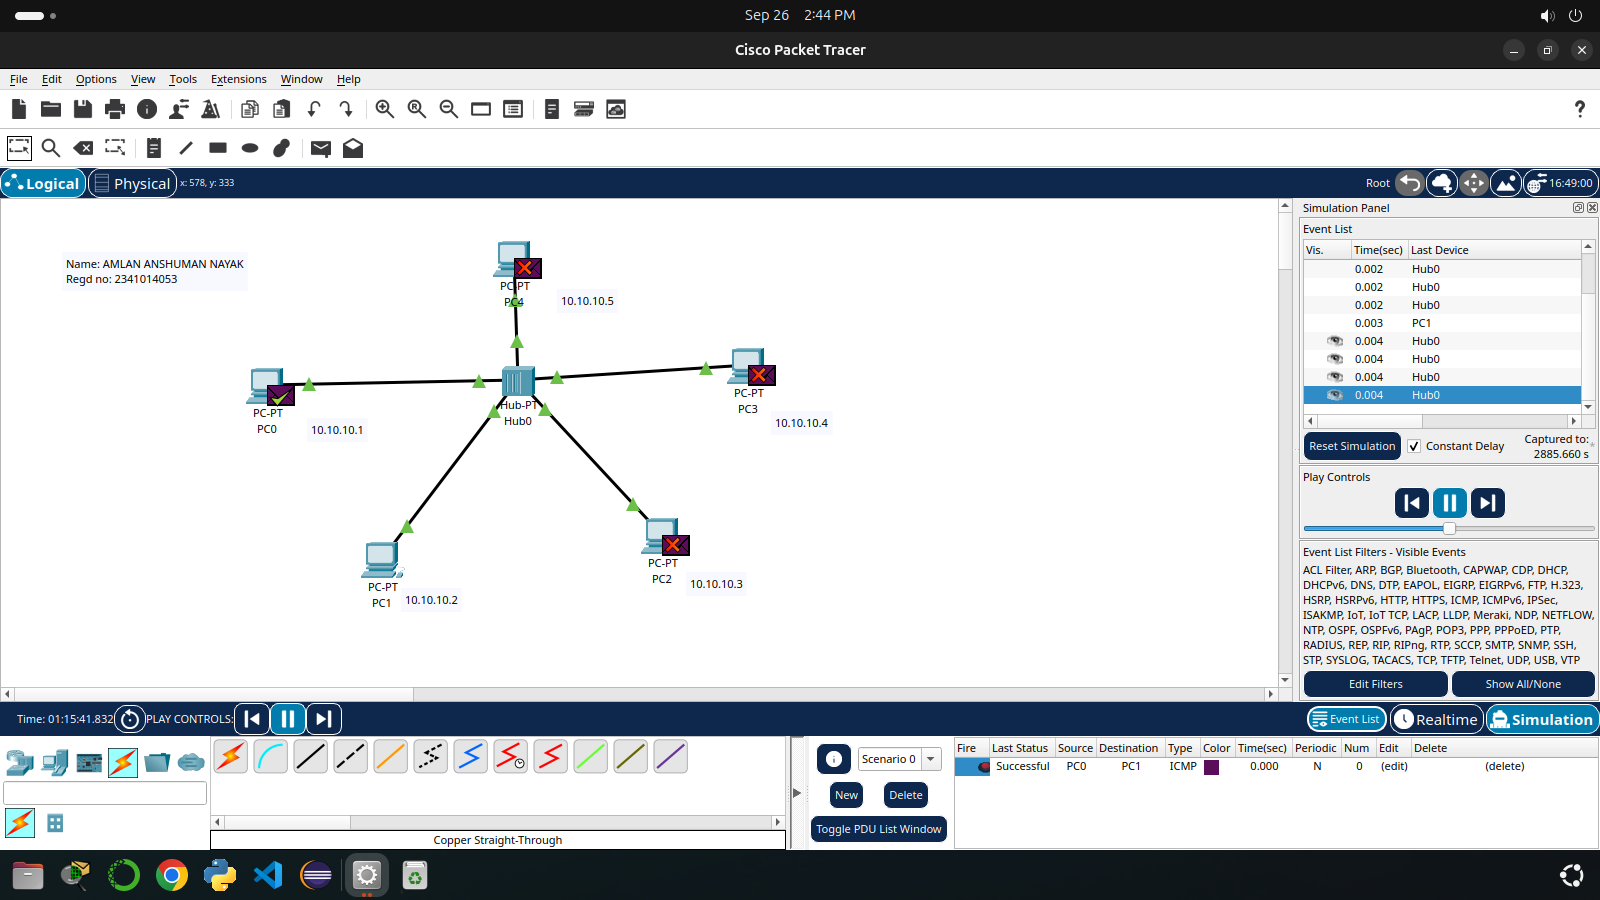 Sep 26 2:44 PM
Cisco Packet Tracer
File Edit Options View Tools Extensions Window Help
Logical Physical x: 578, y: 333 Root 16:49:00
Simulation Panel
Event List
Vis. Time(sec) Last Device
0.002 Hub0
0.002 Hub0
0.002 Hub0
0.003 PC1
0.004 Hub0
0.004 Hub0
0.004 Hub0
0.004 Hub0
Reset Simulation Constant Delay Captured to:
2885.660 s
Play Controls
Event List Filters - Visible Events
ACL Filter, ARP, BGP, Bluetooth, CAPWAP, CDP, DHCP,
DHCPv6, DNS, DTP, EAPOL, EIGRP, EIGRPv6, FTP, H.323,
HSRP, HSRPv6, HTTP, HTTPS, ICMP, ICMPv6, IPSec,
ISAKMP, IoT, IoT TCP, LACP, LLDP, Meraki, NDP, NETFLOW,
NTP, OSPF, OSPFv6, PAgP, POP3, PPP, PPPoED, PTP,
RADIUS, REP, RIP, RIPng, RTP, SCCP, SMTP, SNMP, SSH,
STP, SYSLOG, TACACS, TCP, TFTP, Telnet, UDP, USB, VTP
Edit Filters Show All/None
Name: AMLAN ANSHUMAN NAYAK
Regd no: 2341014053
PC-PT
PC4
10.10.10.5
PC-PT
PC0
10.10.10.1
Hub-PT
Hub0
PC-PT
PC3
10.10.10.4
PC-PT
PC1
10.10.10.2
PC-PT
PC2
10.10.10.3
Time: 01:15:41.832 PLAY CONTROLS: Event List Realtime Simulation
Scenario 0
New Delete
Toggle PDU List Window
Fire Last Status Source Destination Type Color Time(sec) Periodic Num Edit Delete
Successful PC0 PC1 ICMP 0.000 N 0 (edit) (delete)
Copper Straight-Through